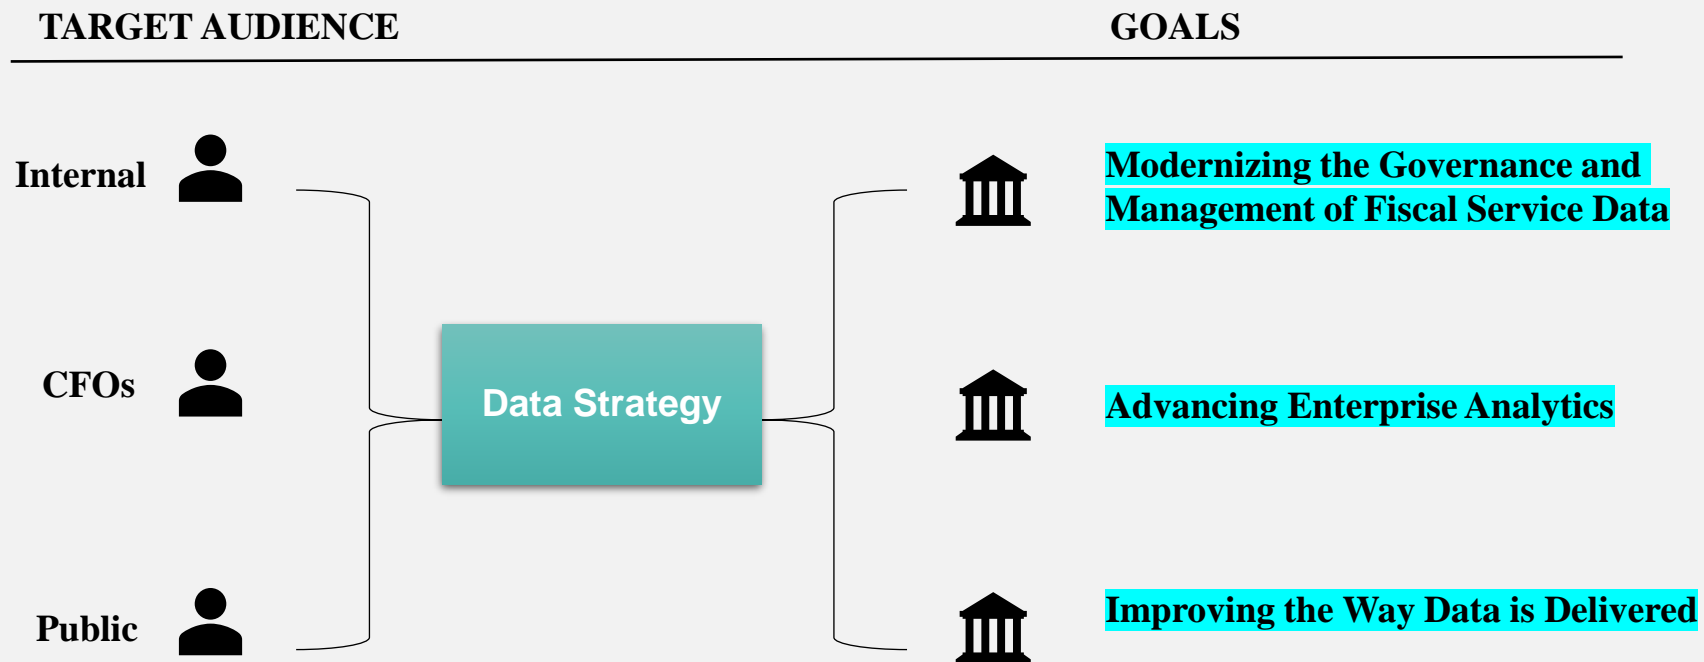 TARGET AUDIENCE
GOALS
Internal
Modernizing the Governance and
Management of Fiscal Service Data
CFOs
Data Strategy
Advancing Enterprise Analytics
Public
Improving the Way Data is Delivered